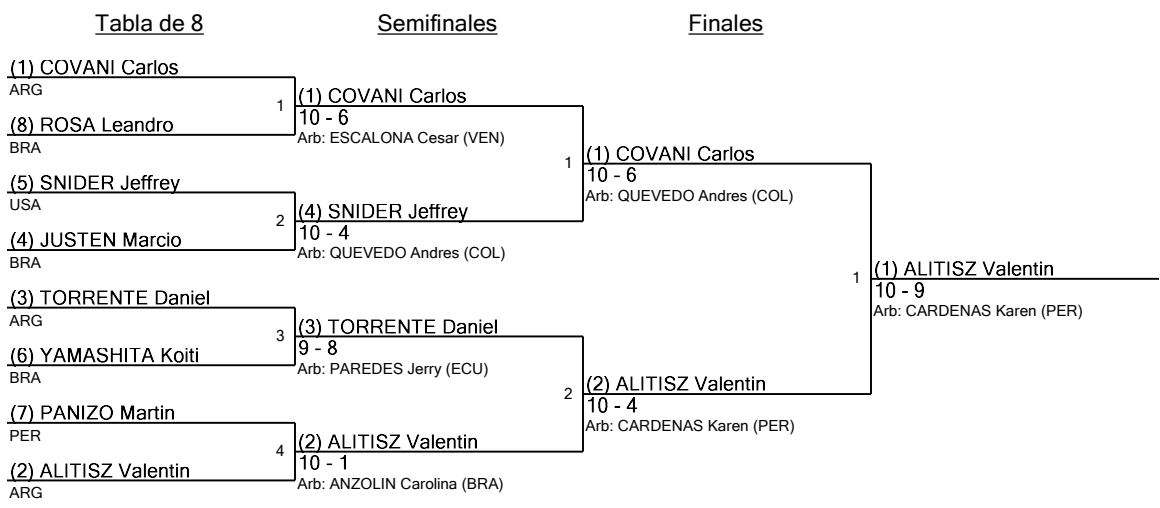 Tabla de 8
Semifinales
Finales
(1) COVANI Carlos
ARG
1
(8) ROSA Leandro
BRA
(5) SNIDER Jeffrey
USA
2
(4) JUSTEN Marcio
BRA
(3) TORRENTE Daniel
ARG
3
(6) YAMASHITA Koiti
BRA
(7) PANIZO Martin
PER
4
(2) ALITISZ Valentin
ARG
(1) COVANI Carlos
10 - 6
Arb: ESCALONA Cesar (VEN)
1
(4) SNIDER Jeffrey
10 - 4
Arb: QUEVEDO Andres (COL)
(3) TORRENTE Daniel
9 - 8
Arb: PAREDES Jerry (ECU)
2
(2) ALITISZ Valentin
10 - 1
Arb: ANZOLIN Carolina (BRA)
(1) COVANI Carlos
10 - 6
Arb: QUEVEDO Andres (COL)
1
(2) ALITISZ Valentin
10 - 4
Arb: CARDENAS Karen (PER)
(1) ALITISZ Valentin
10 - 9
Arb: CARDENAS Karen (PER)